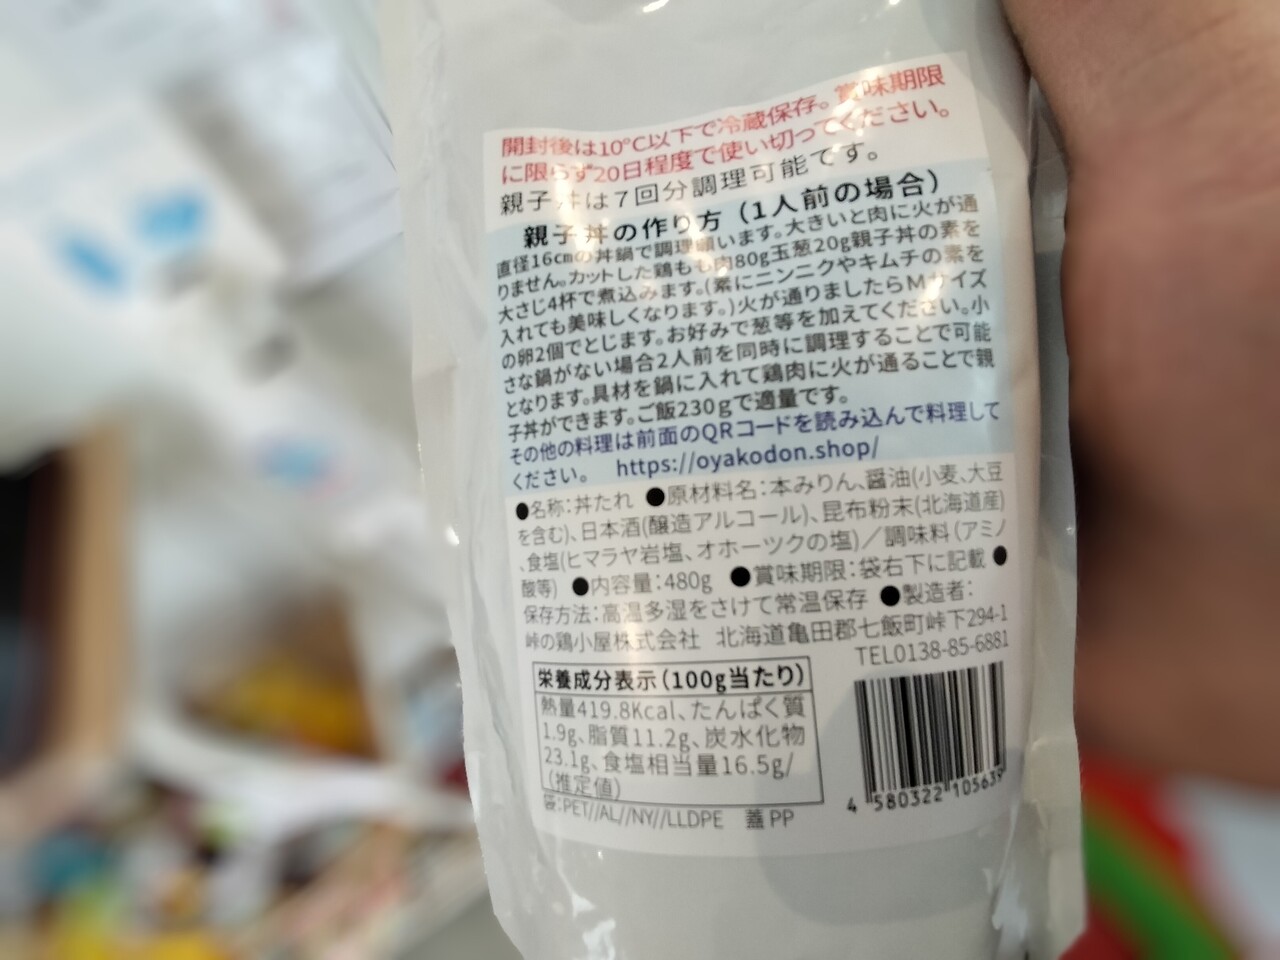 開封後は10℃以下で冷蔵保存。賞味期限
に限らず20日程度で使い切ってください。
親子丼は7回分調理可能です。
親子丼の作り方（1人前の場合）
直径16cmの丼鍋で調理願います。大きいと肉に火が通
りません。カットした鶏もも肉80g玉葱20g親子丼の素を
大さじ4杯で煮込みます。(素にニンニクやキムチの素を
入れても美味しくなります。)火が通りましたらMサイズ
の卵2個でとじます。お好みで葱等を加えてください。小
さな鍋がない場合2人前を同時に調理することで可能
となります。具材を鍋に入れて鶏肉に火が通ることで親
子丼ができます。ご飯230gで適量です。
その他の料理は前面のQRコードを読み込んで料理して
ください。 https://oyakodon.shop/
●名称：丼たれ ●原材料名：本みりん、醤油(小麦、大豆
を含む)、日本酒(醸造アルコール)、昆布粉末(北海道産)
、食塩(ヒマラヤ岩塩、オホーツクの塩)／調味料（アミノ
酸等) ●内容量：480g ●賞味期限：袋右下に記載 ●
保存方法：高温多湿をさけて常温保存 ●製造者：
峠の鶏小屋株式会社 北海道亀田郡七飯町峠下294-1
TEL0138-85-6881
栄養成分表示（100g当たり）
熱量419.8Kcal、たんぱく質
1.9g、脂質11.2g、炭水化物
23.1g、食塩相当量16.5g/
(推定値)
袋：PET//AL//NY//LLDPE 蓋 PP
4 580322 105639